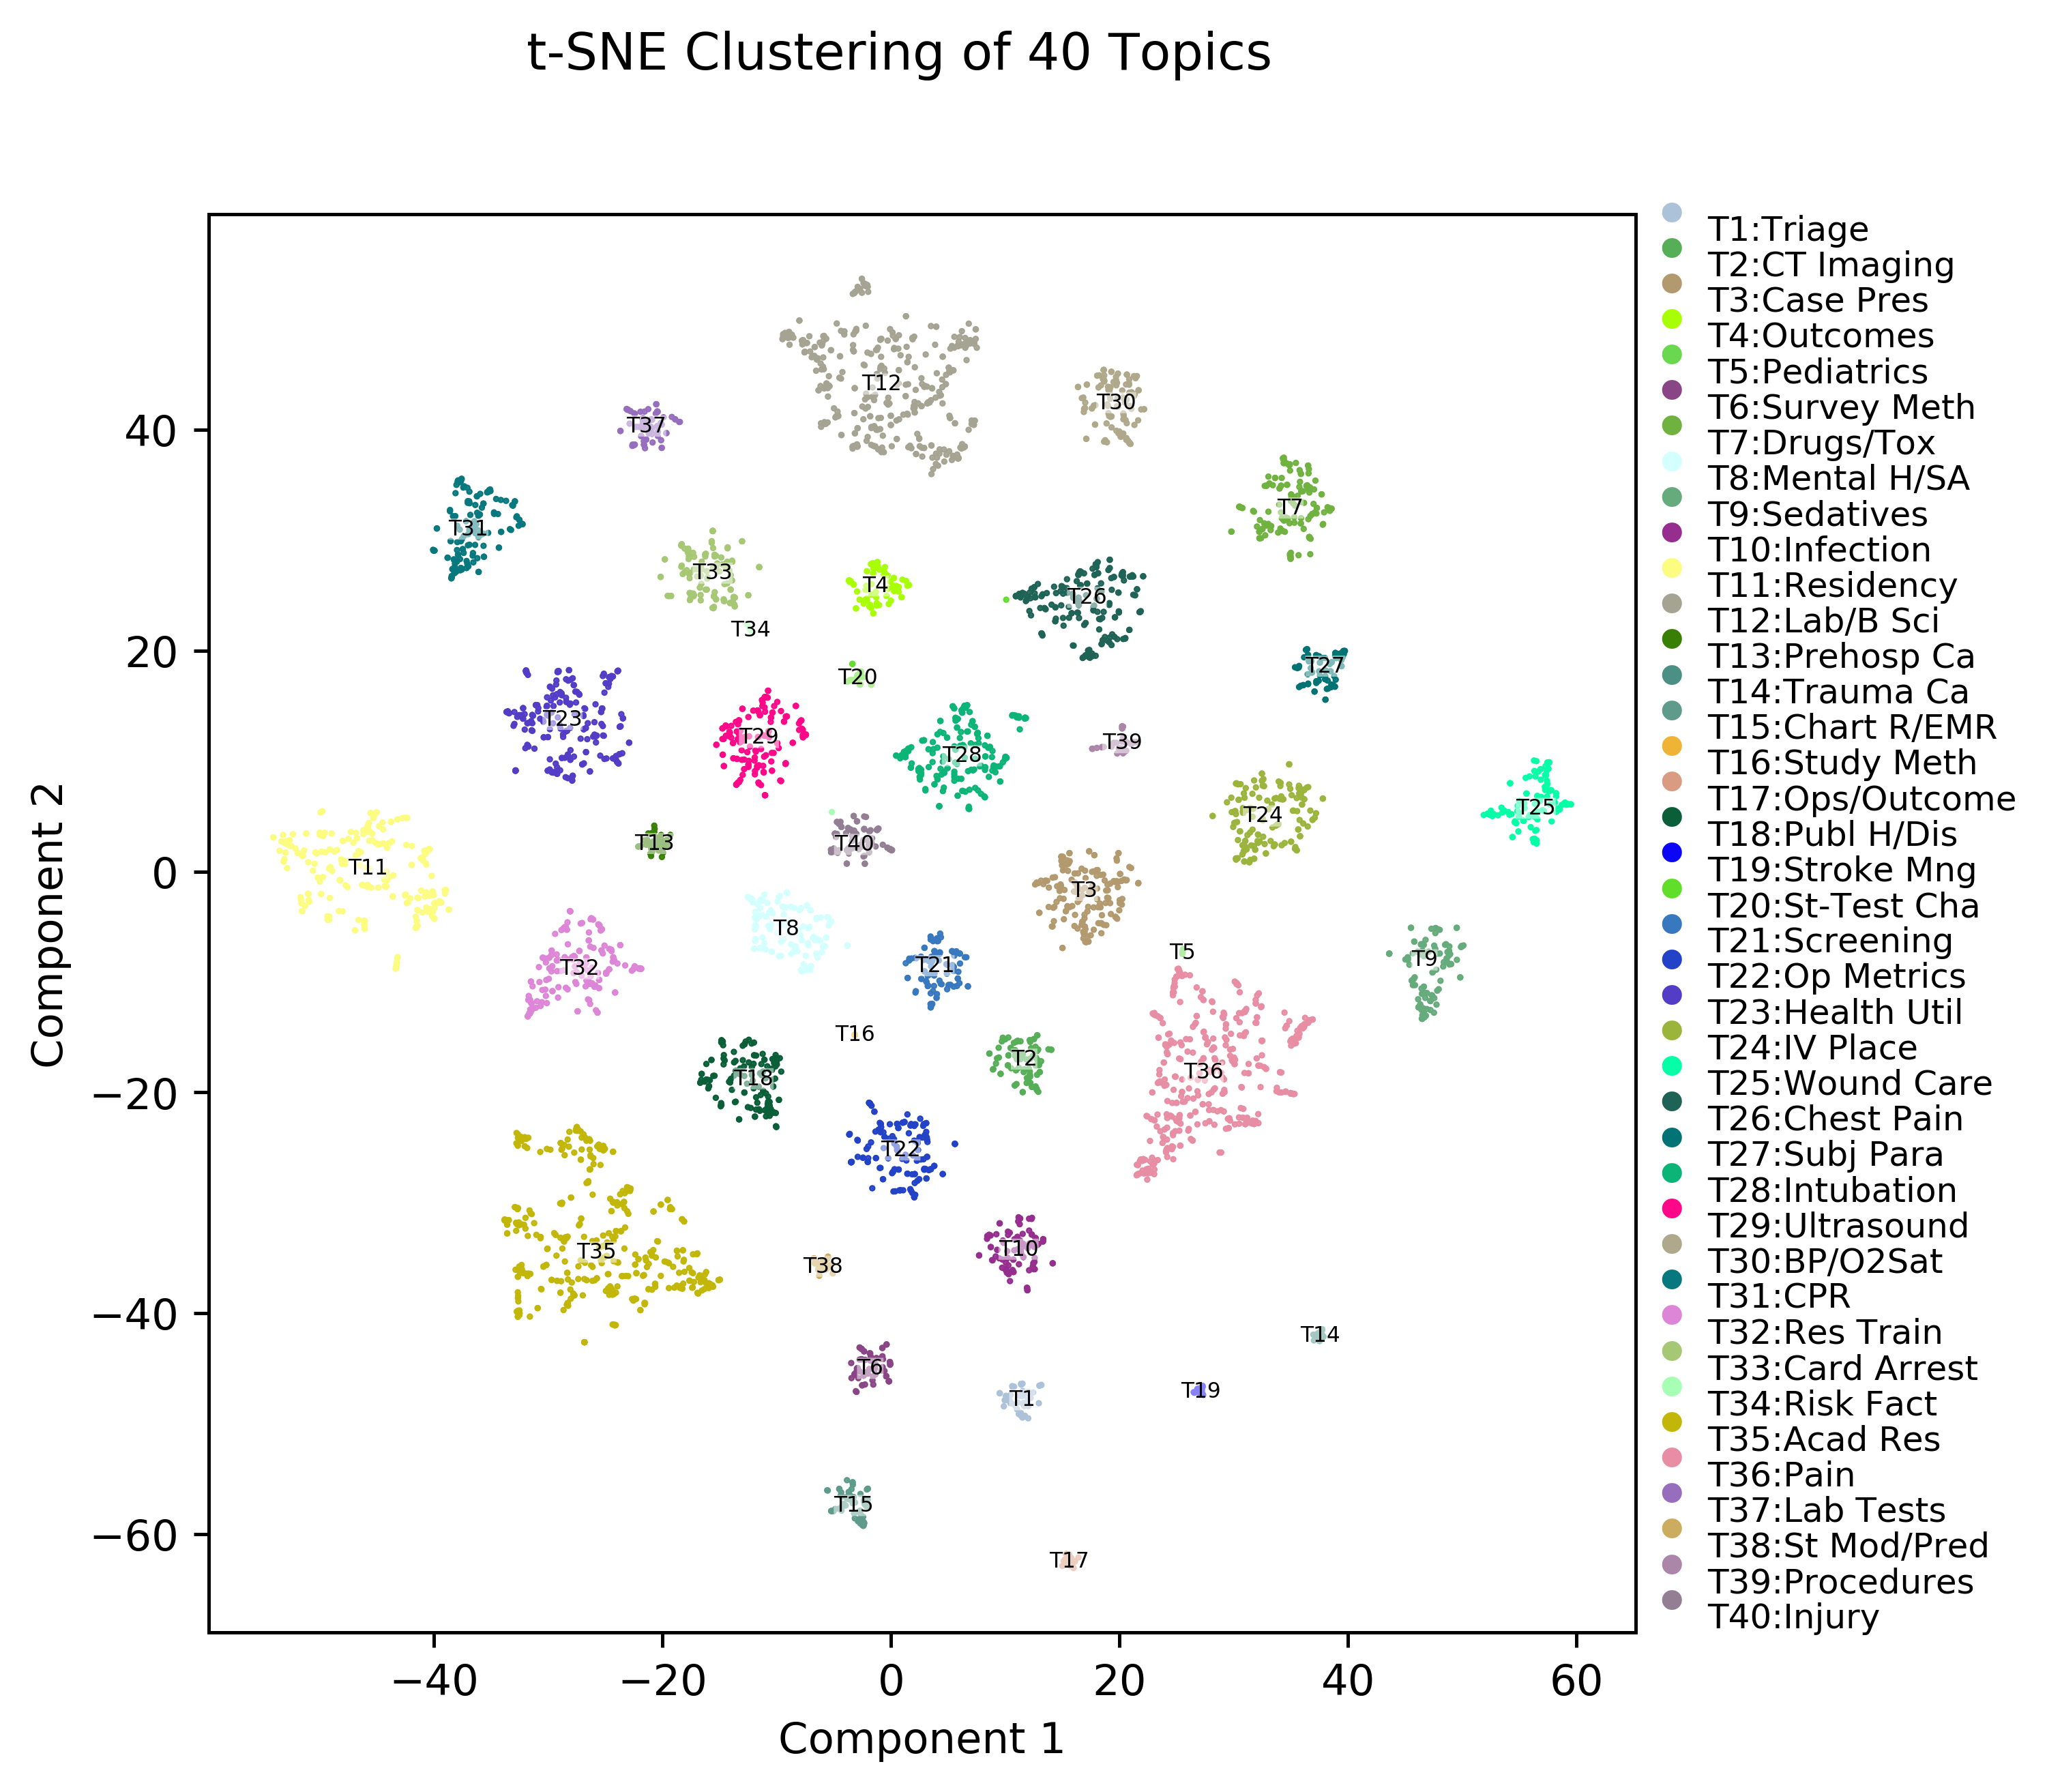 t-SNE Clustering of 40 Topics
T12
T30
T37
T7
T31
T33
T4
T26
T34
T20
T27
T23
T29
T39
T28
T24
T25
T13
T40
T11
T3
T8
T5
T9
T21
T32
T16
T2
T36
T18
T22
T35
T10
T38
T14
T6
T19
T1
T15
T17
40
20
0
−20
−40
−60
−40
−20
0
20
40
60
Component 1
Component 2
T1:Triage
T2:CT Imaging
T3:Case Pres
T4:Outcomes
T5:Pediatrics
T6:Survey Meth
T7:Drugs/Tox
T8:Mental H/SA
T9:Sedatives
T10:Infection
T11:Residency
T12:Lab/B Sci
T13:Prehosp Ca
T14:Trauma Ca
T15:Chart R/EMR
T16:Study Meth
T17:Ops/Outcome
T18:Publ H/Dis
T19:Stroke Mng
T20:St-Test Cha
T21:Screening
T22:Op Metrics
T23:Health Util
T24:IV Place
T25:Wound Care
T26:Chest Pain
T27:Subj Para
T28:Intubation
T29:Ultrasound
T30:BP/O2Sat
T31:CPR
T32:Res Train
T33:Card Arrest
T34:Risk Fact
T35:Acad Res
T36:Pain
T37:Lab Tests
T38:St Mod/Pred
T39:Procedures
T40:Injury